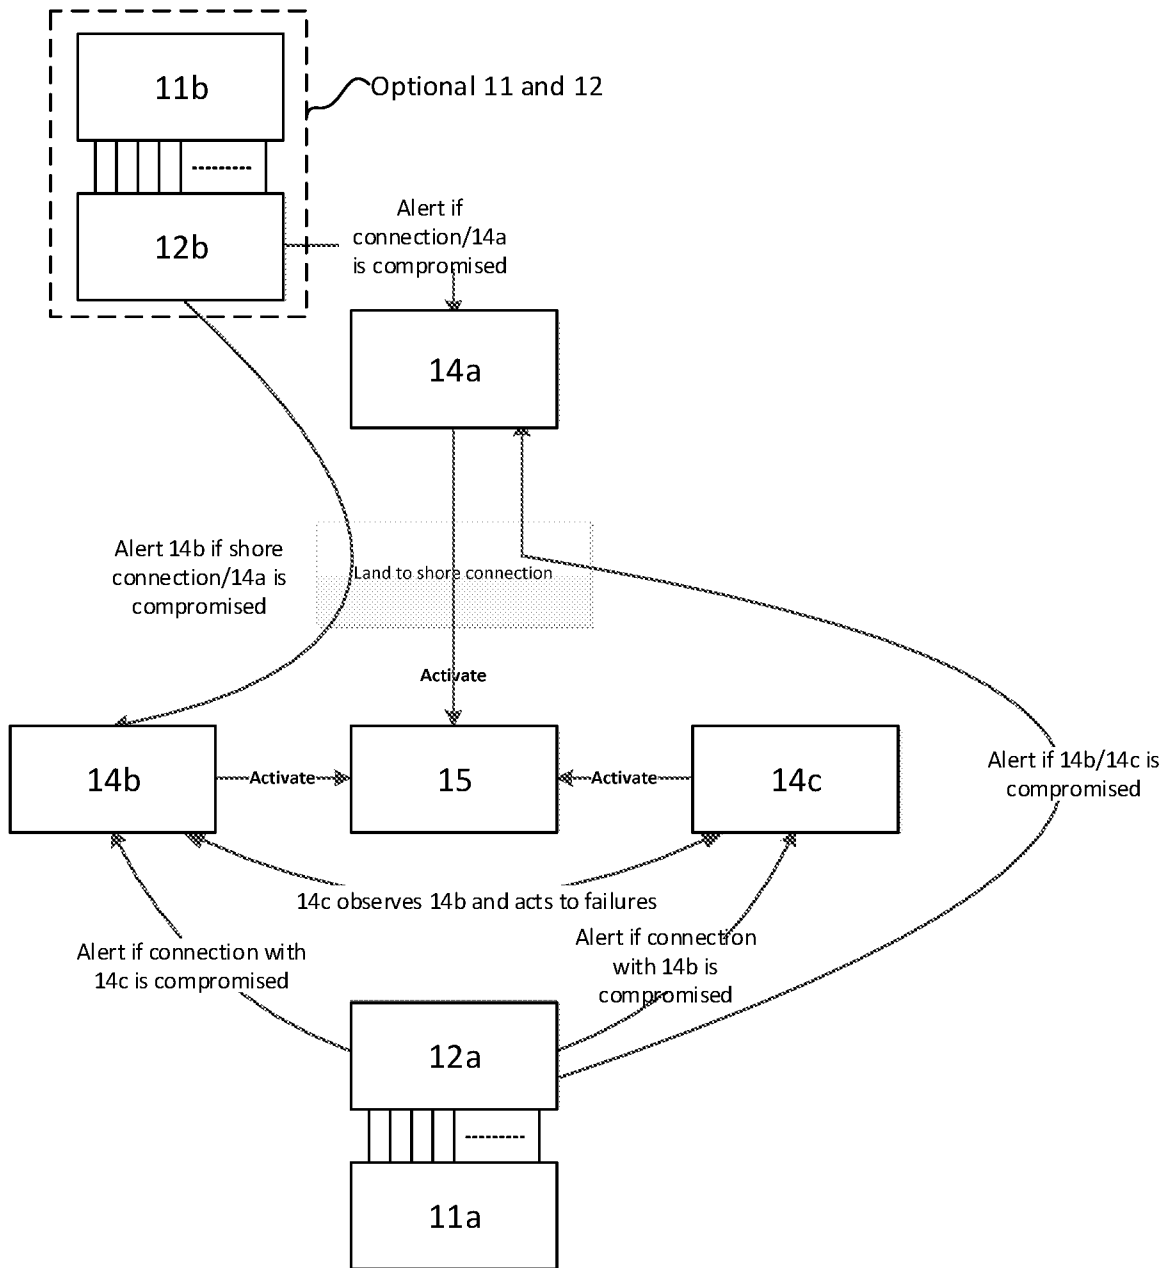 11b
Optional 11 and 12
12b
Alert if
connection/14a
is compromised
14a
Alert 14b if shore
connection/14a is
compromised
Land to shore connection
Activate
14b
Activate
15
Activate
14c
Alert if 14b/14c is
compromised
14c observes 14b and acts to failures
Alert if connection with
14c is compromised
Alert if connection
with 14b is
compromised
12a
11a